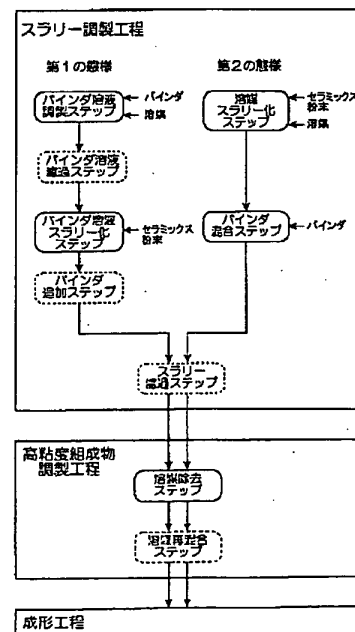 スラリー調製工程
第1の態様
第2の態様
バインダ溶液
調製ステップ
バインダ
溶媒
溶媒
スラリー化
ステップ
セラミックス
粉末
溶媒
バインダ溶液
濾過ステップ
バインダ溶液
スラリー化
ステップ
セラミックス
粉末
バインダ
混合ステップ
バインダ
バインダ
追加ステップ
スラリー
濾過ステップ
高粘度組成物
調製工程
溶媒除去
ステップ
溶媒再混合
ステップ
成形工程